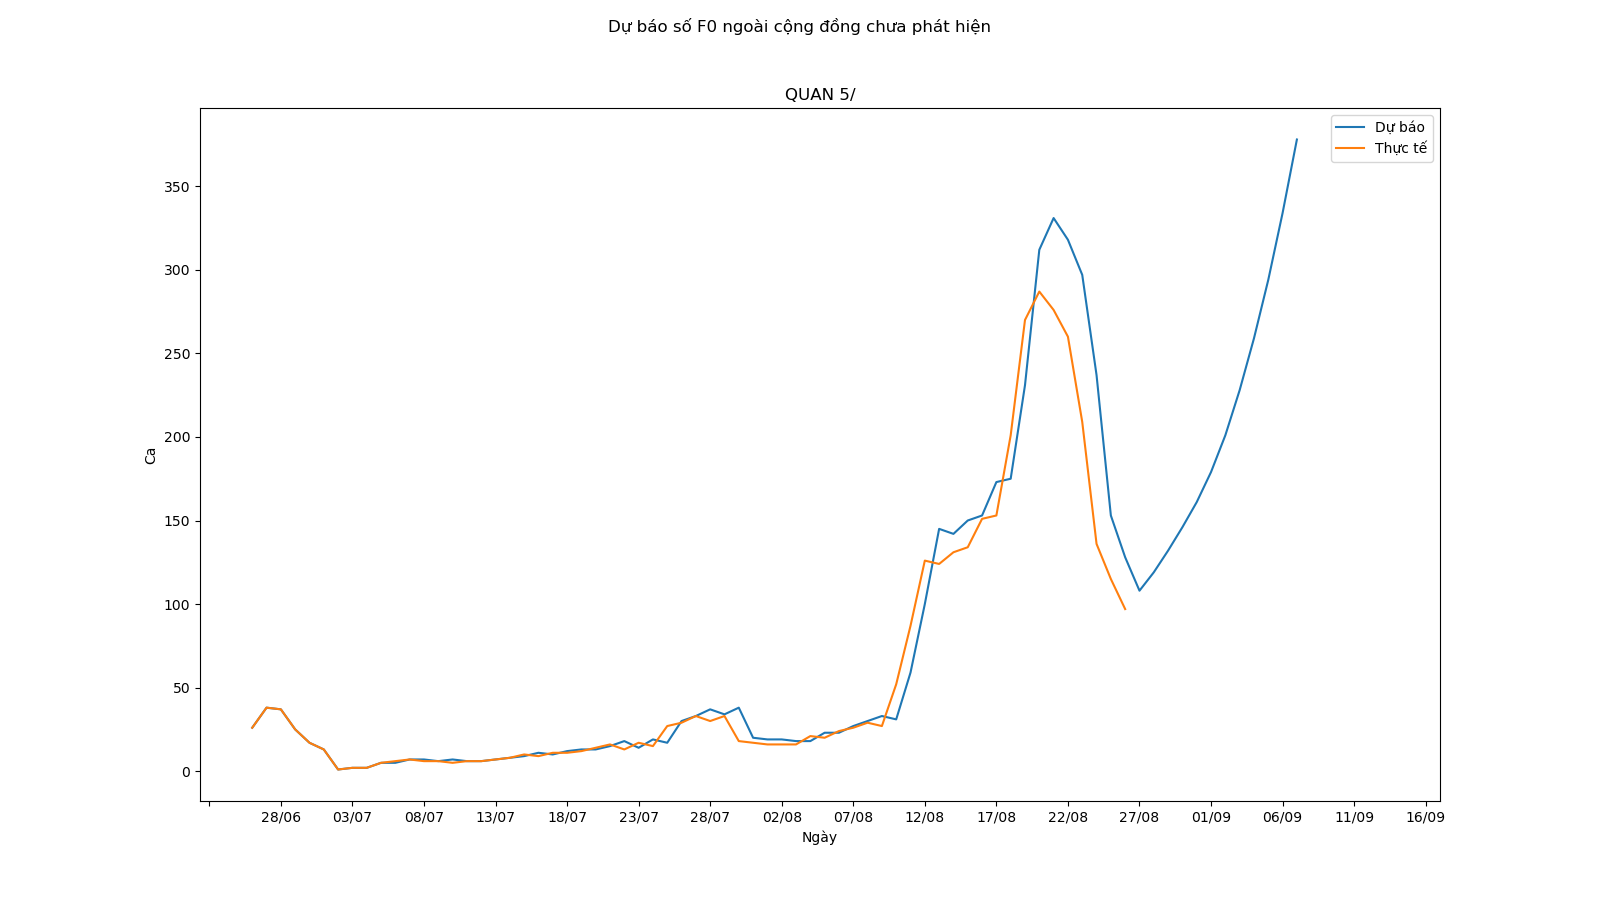 Dự báo số F0 ngoài cộng đồng chưa phát hiện
QUAN 5/
Dự báo
Thực tế
350
300
250
200
150
100
50
0
Ca
28/06 03/07 08/07 13/07 18/07 23/07 28/07 02/08 07/08 12/08 17/08 22/08 27/08 01/09 06/09 11/09 16/09
Ngày